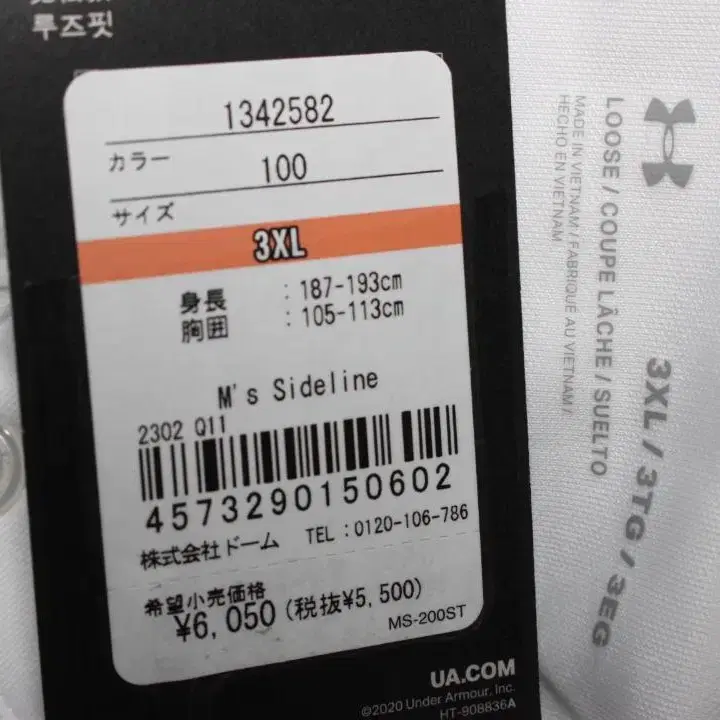 루즈핏
1342582
カラー
100
サイズ
3XL
身長 : 187-193cm
胸囲 : 105-113cm
M's Sideline
2302 Q11
4573290150602
株式会社ドーム TEL：0120-106-786
希望小売価格
¥6,050 (税抜¥5,500)
MS-200ST
UA.COM
©2020 Under Armour, Inc.
HT-908836A
LOOSE / COUPE LÂCHE / SUELTO
MADE IN VIETNAM / FABRIQUÉ AU VIETNAM /
HECHO EN VIETNAM
3XL / 3TG / 3EG